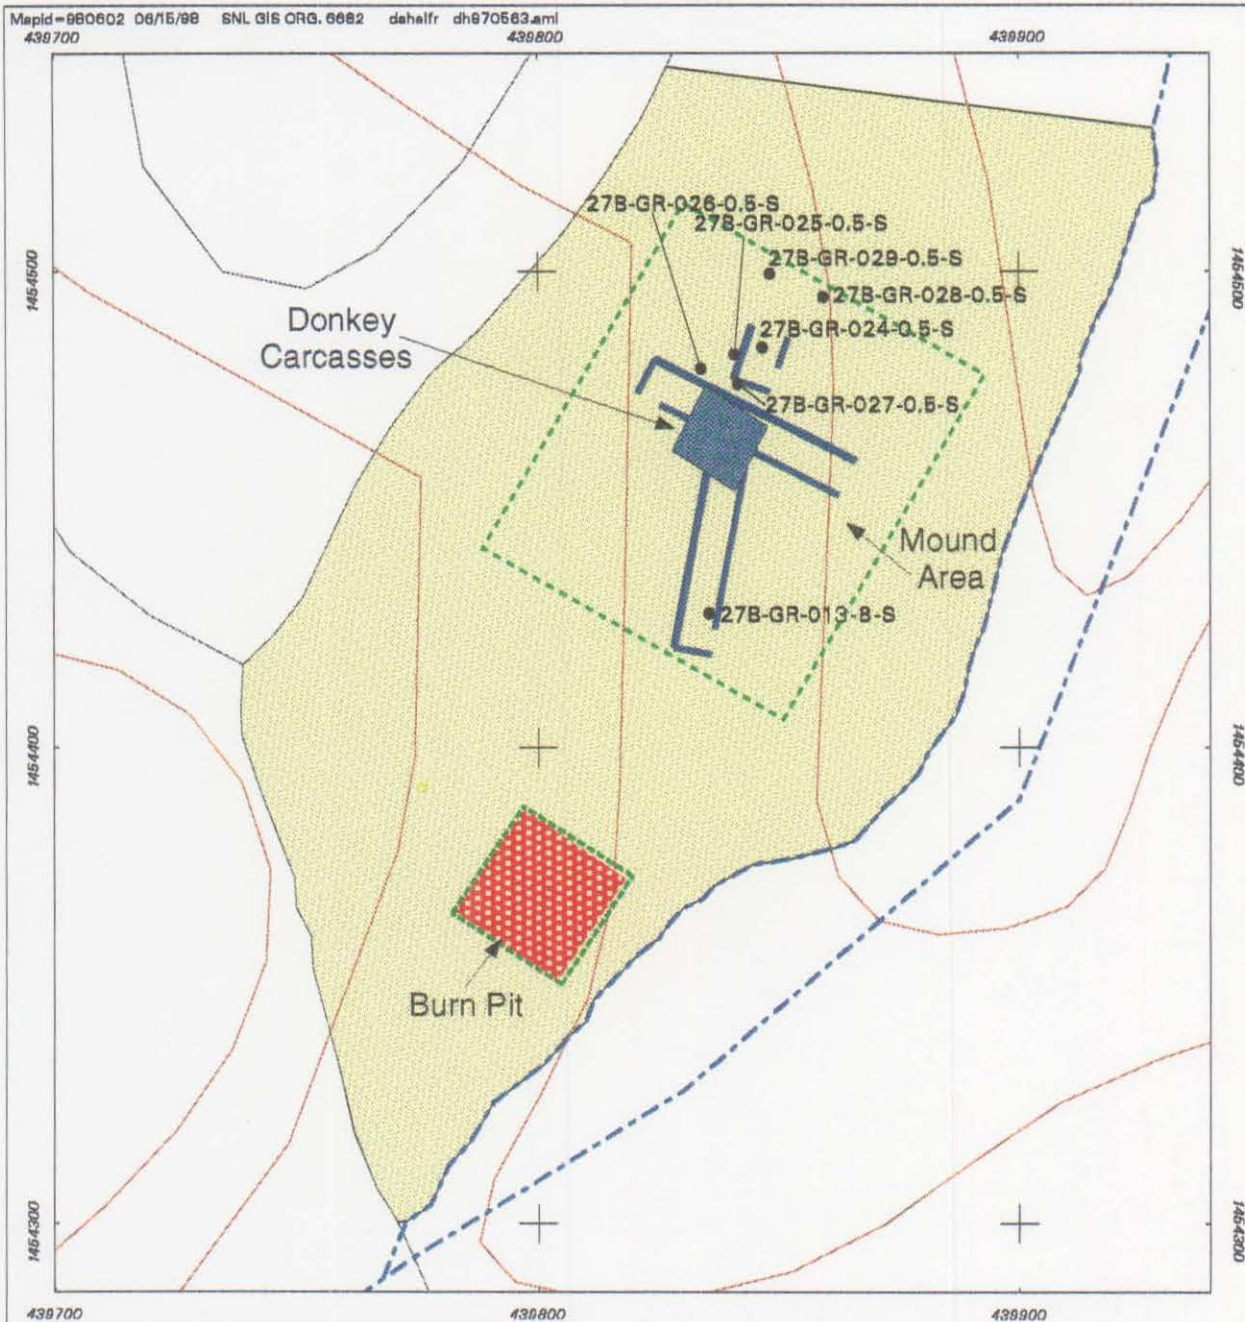 MapId=980602 06/15/98 SNL GIS ORG. 6682 dahelfr dh970563.aml
439700 439800 439900
27B-GR-026-0.5-S
27B-GR-025-0.5-S
27B-GR-029-0.5-S
1454500 1454500
27B-GR-028-0.5-S
Donkey
Carcasses
27B-GR-024-0.5-S
27B-GR-027-0.5-S
Mound
Area
27B-GR-013-8-S
1454400 1454400
Burn Pit
1454300 1454300
439700 439800 439900